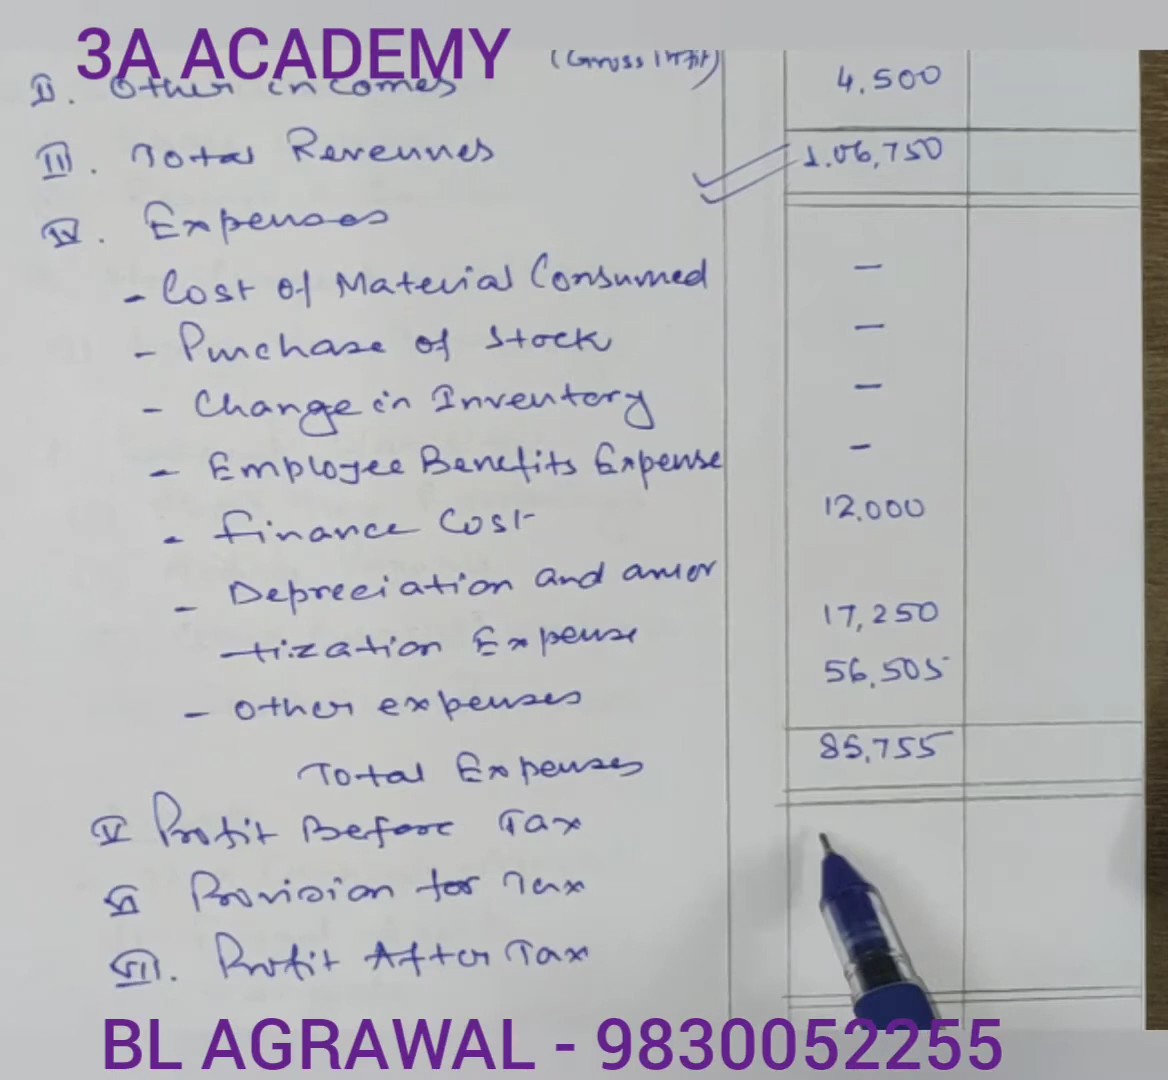 3A ACADEMY
(Gross Profit)
II. Other incomes 4,500
III. Total Revenues 1,06,750
IV. Expenses
- Cost of Material Consumed -
- Purchase of Stock -
- Change in Inventory -
- Employee Benefits Expense -
- Finance Cost 12,000
- Depreciation and amor
tization Expense 17,250
- Other expenses 56,505
Total Expenses 85,755
V Profit Before Tax
VI Provision for Tax
VII. Profit After Tax
BL AGRAWAL - 9830052255